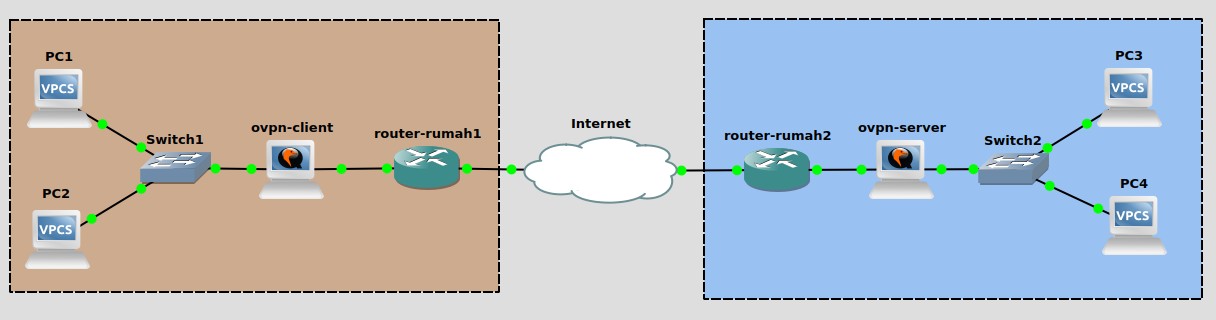 PC1
VPCS
PC2
VPCS
Switch1
ovpn-client
router-rumah1
Internet
router-rumah2
ovpn-server
Switch2
PC3
VPCS
PC4
VPCS